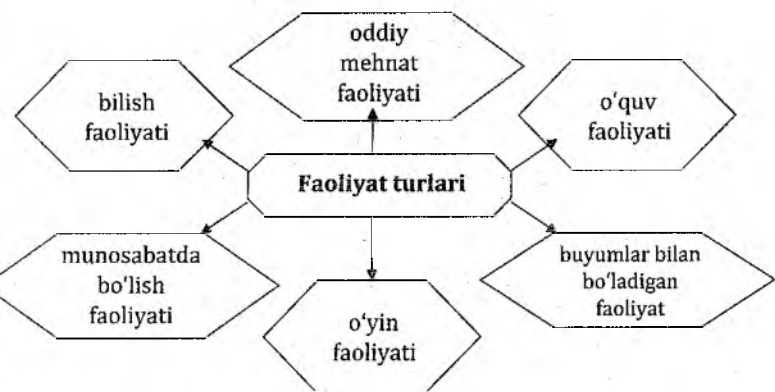 oddiy
mehnat
faoliyati
bilish
faoliyati
o‘quv
faoliyati
Faoliyat turlari
munosabatda
bo‘lish
faoliyati
o‘yin
faoliyati
buyumlar bilan
bo‘ladigan
faoliyat